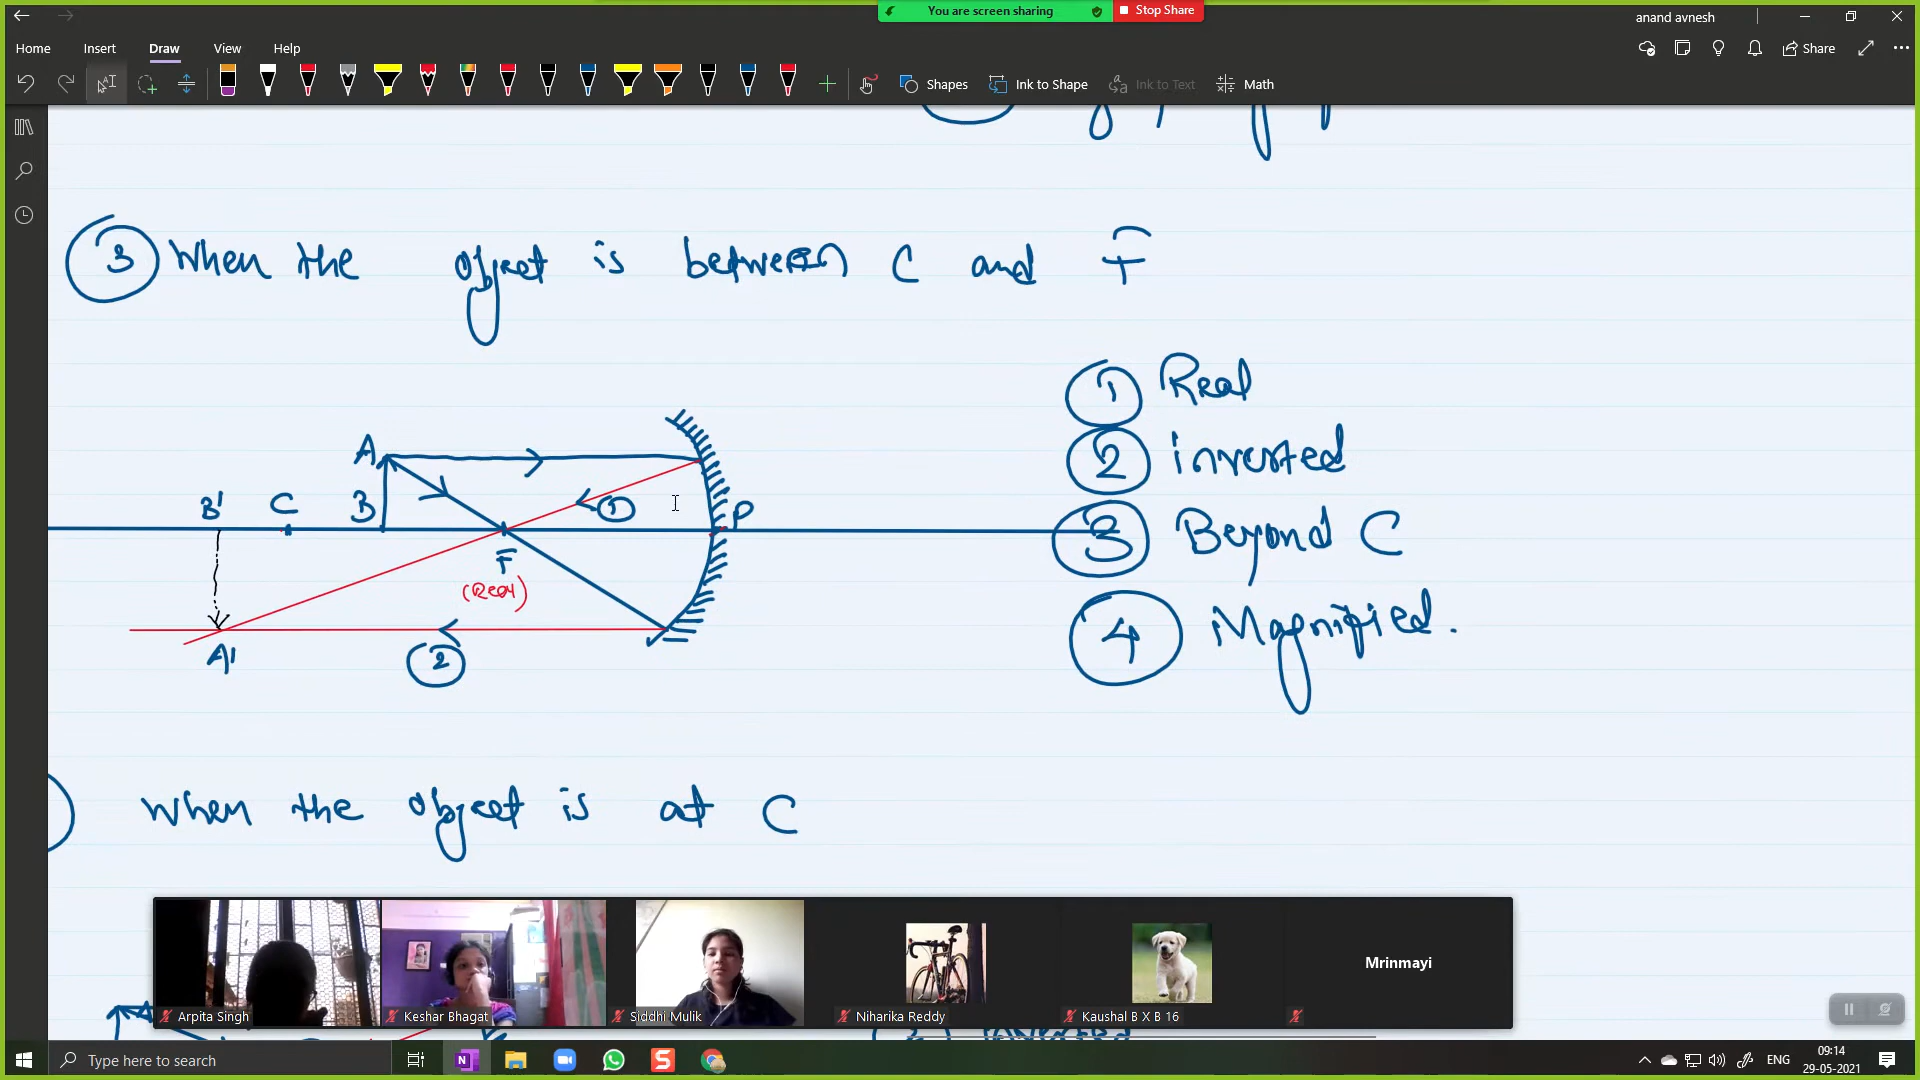 You are screen sharing
Stop Share
anand avnesh
Home Insert Draw View Help
Share
Shapes Ink to Shape Ink to Text Math
3 When the object is between C and F
1 Real
2 inverted
3 Beyond C
4 Magnified.
A
B' C B 1 P
F
(Real)
A' 2
when the object is at C
Arpita Singh Keshar Bhagat Siddhi Mulik Niharika Reddy Kaushal B X B 16 Mrinmayi
inverted
Type here to search
ENG 09:14
29-05-2021